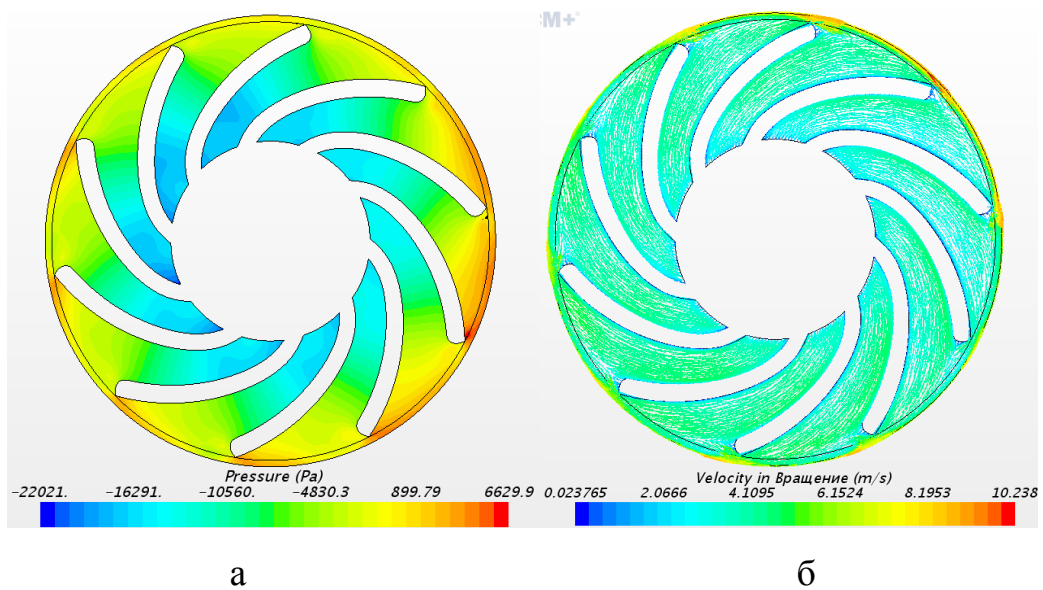 CM+
Pressure (Pa)
-22021. -16291. -10560. -4830.3 899.79 6629.9
Velocity in Вращение (m/s)
0.023765 2.0666 4.1095 6.1524 8.1953 10.238
а
б